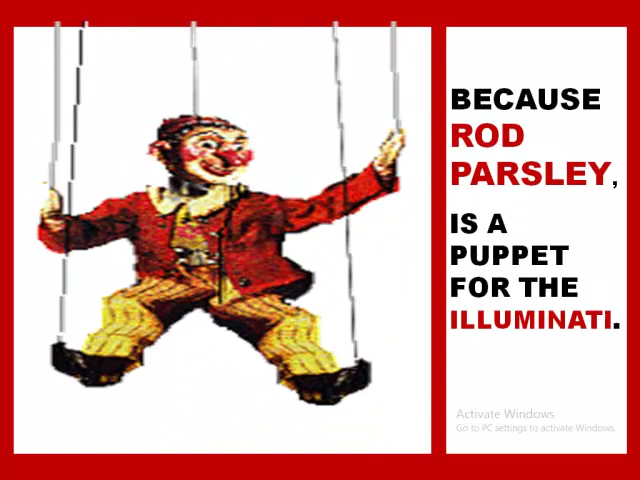 BECAUSE
ROD
PARSLEY,
IS A
PUPPET
FOR THE
ILLUMINATI.
Activate Windows
Go to PC settings to activate Windows.